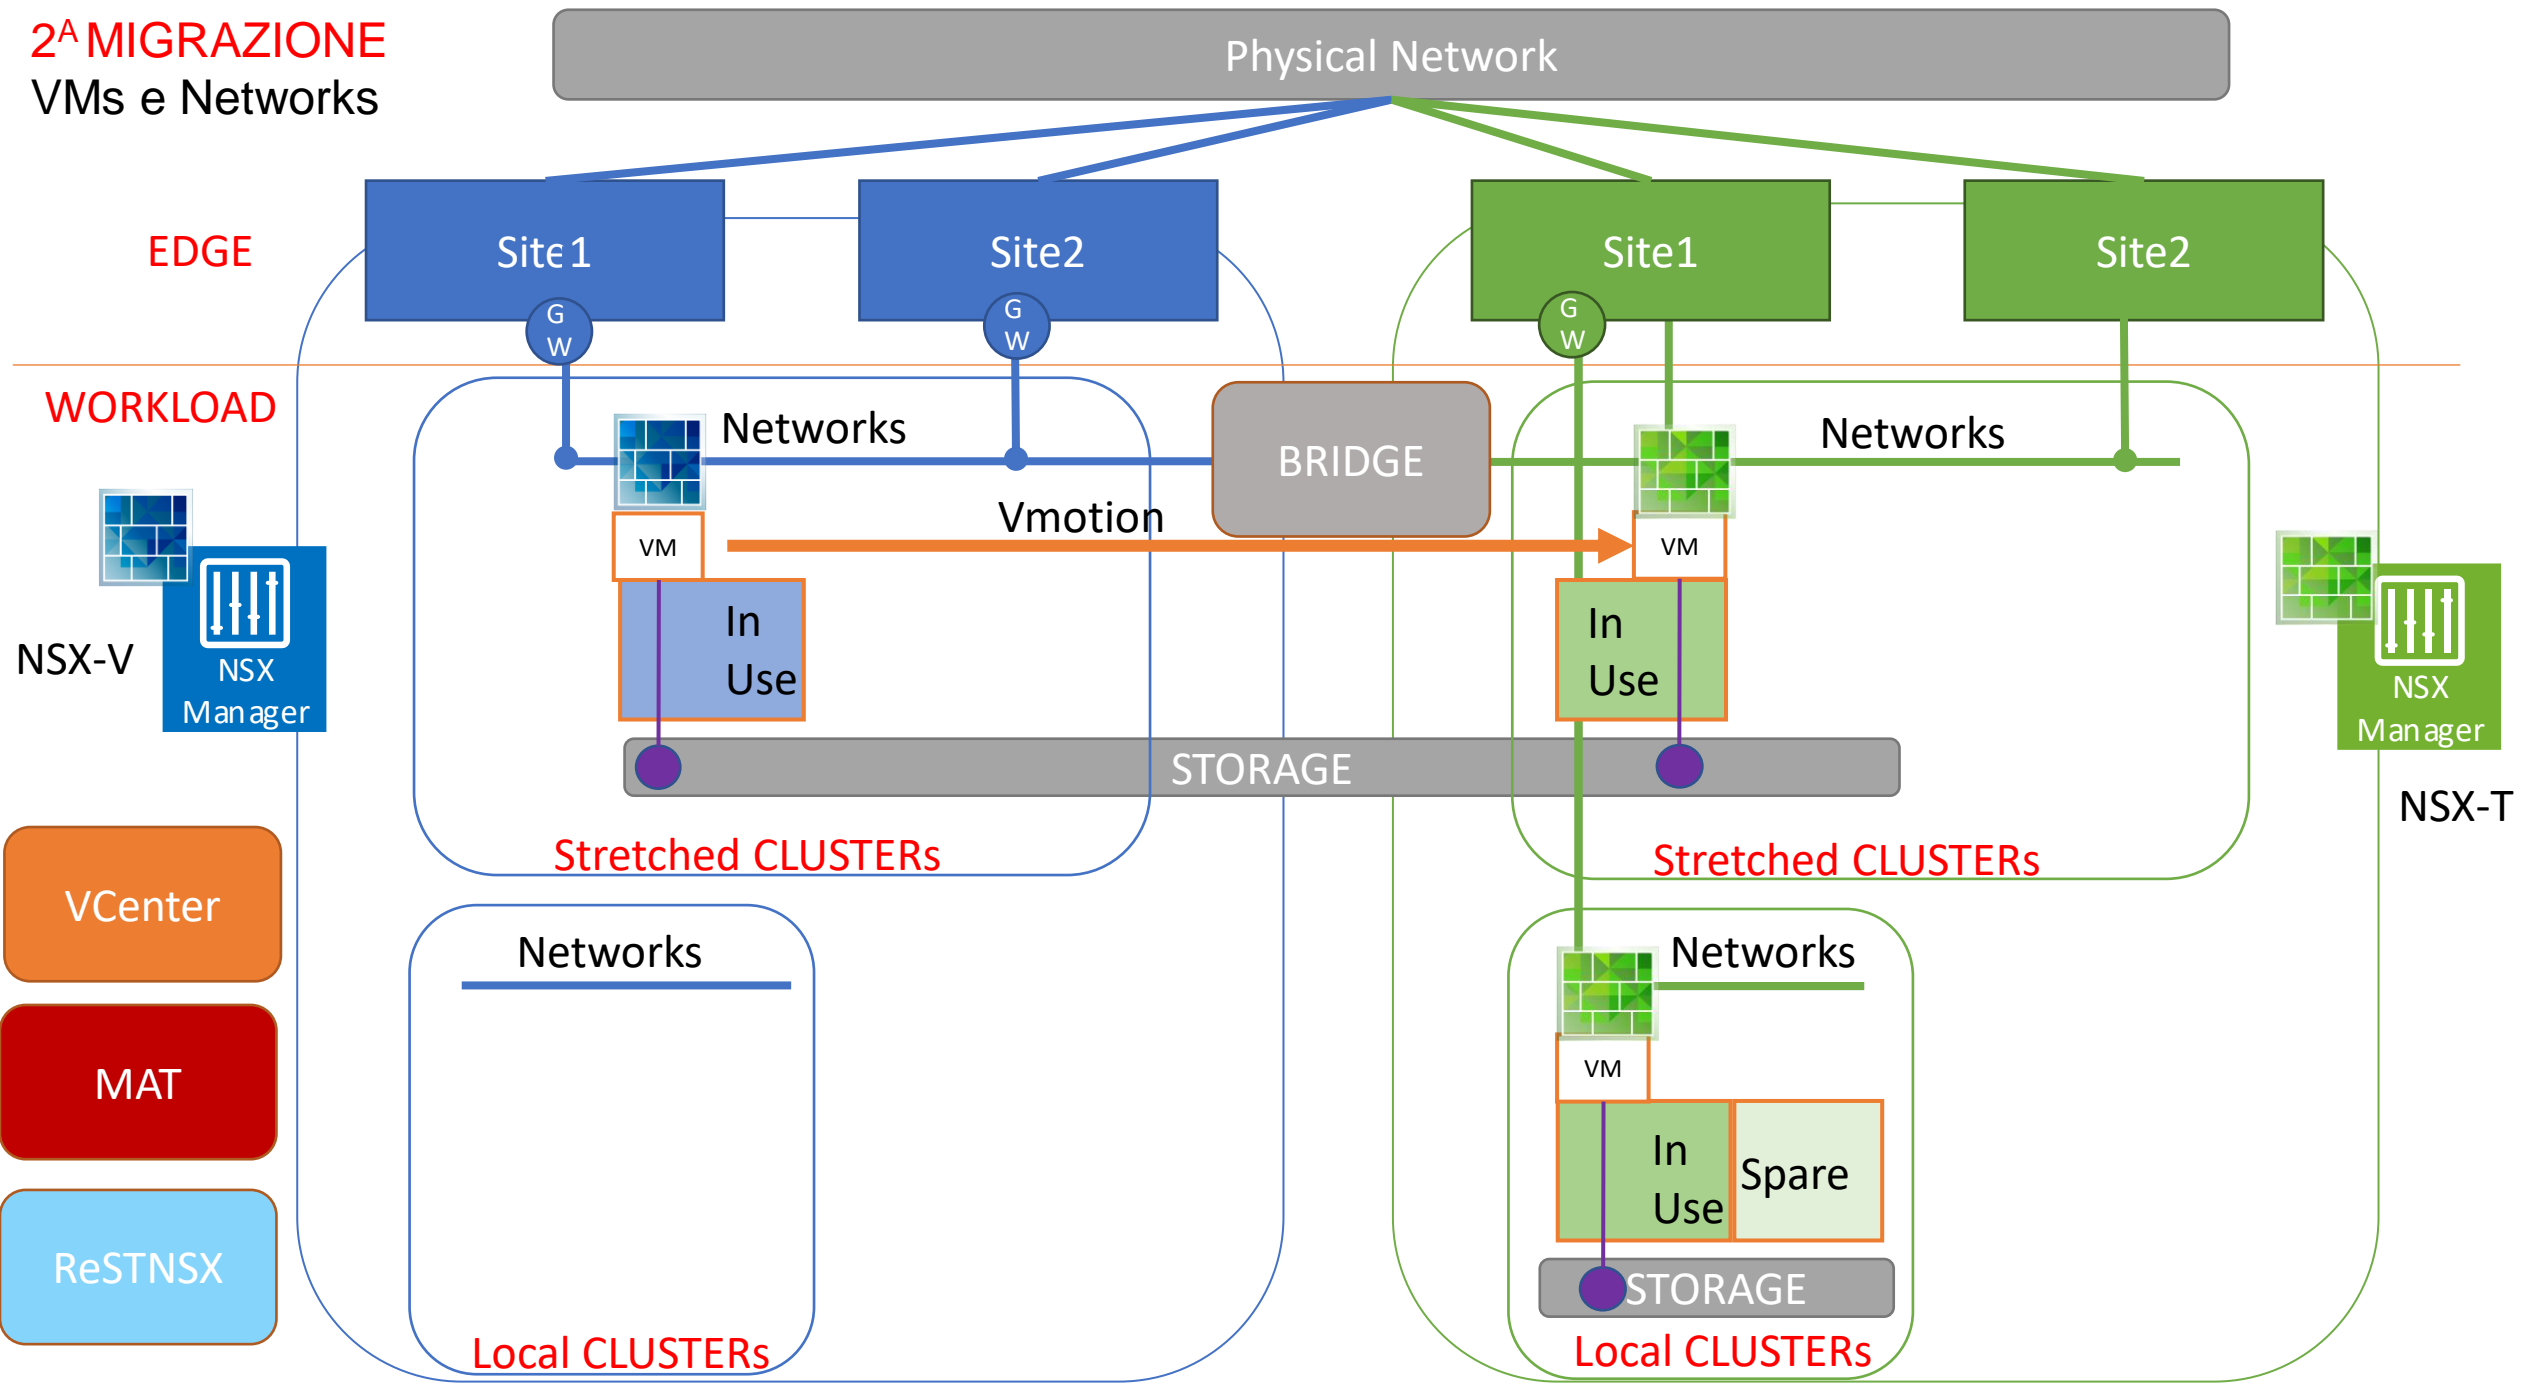 2A MIGRAZIONE
VMs e Networks
Physical Network
EDGE
Site1
Site2
Site1
Site2
G
W
G
W
G
W
WORKLOAD
Networks
BRIDGE
Networks
Vmotion
VM
VM
In
Use
In
Use
NSX-V
NSX
Manager
NSX
Manager
NSX-T
STORAGE
Stretched CLUSTERs
Stretched CLUSTERs
VCenter
MAT
ReSTNSX
Networks
Networks
VM
In
Use
Spare
STORAGE
Local CLUSTERs
Local CLUSTERs